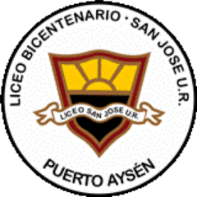 LICEO BICENTENARIO · SAN JOSE U.R.
LICEO SAN JOSE U.R.
PUERTO AYSÉN